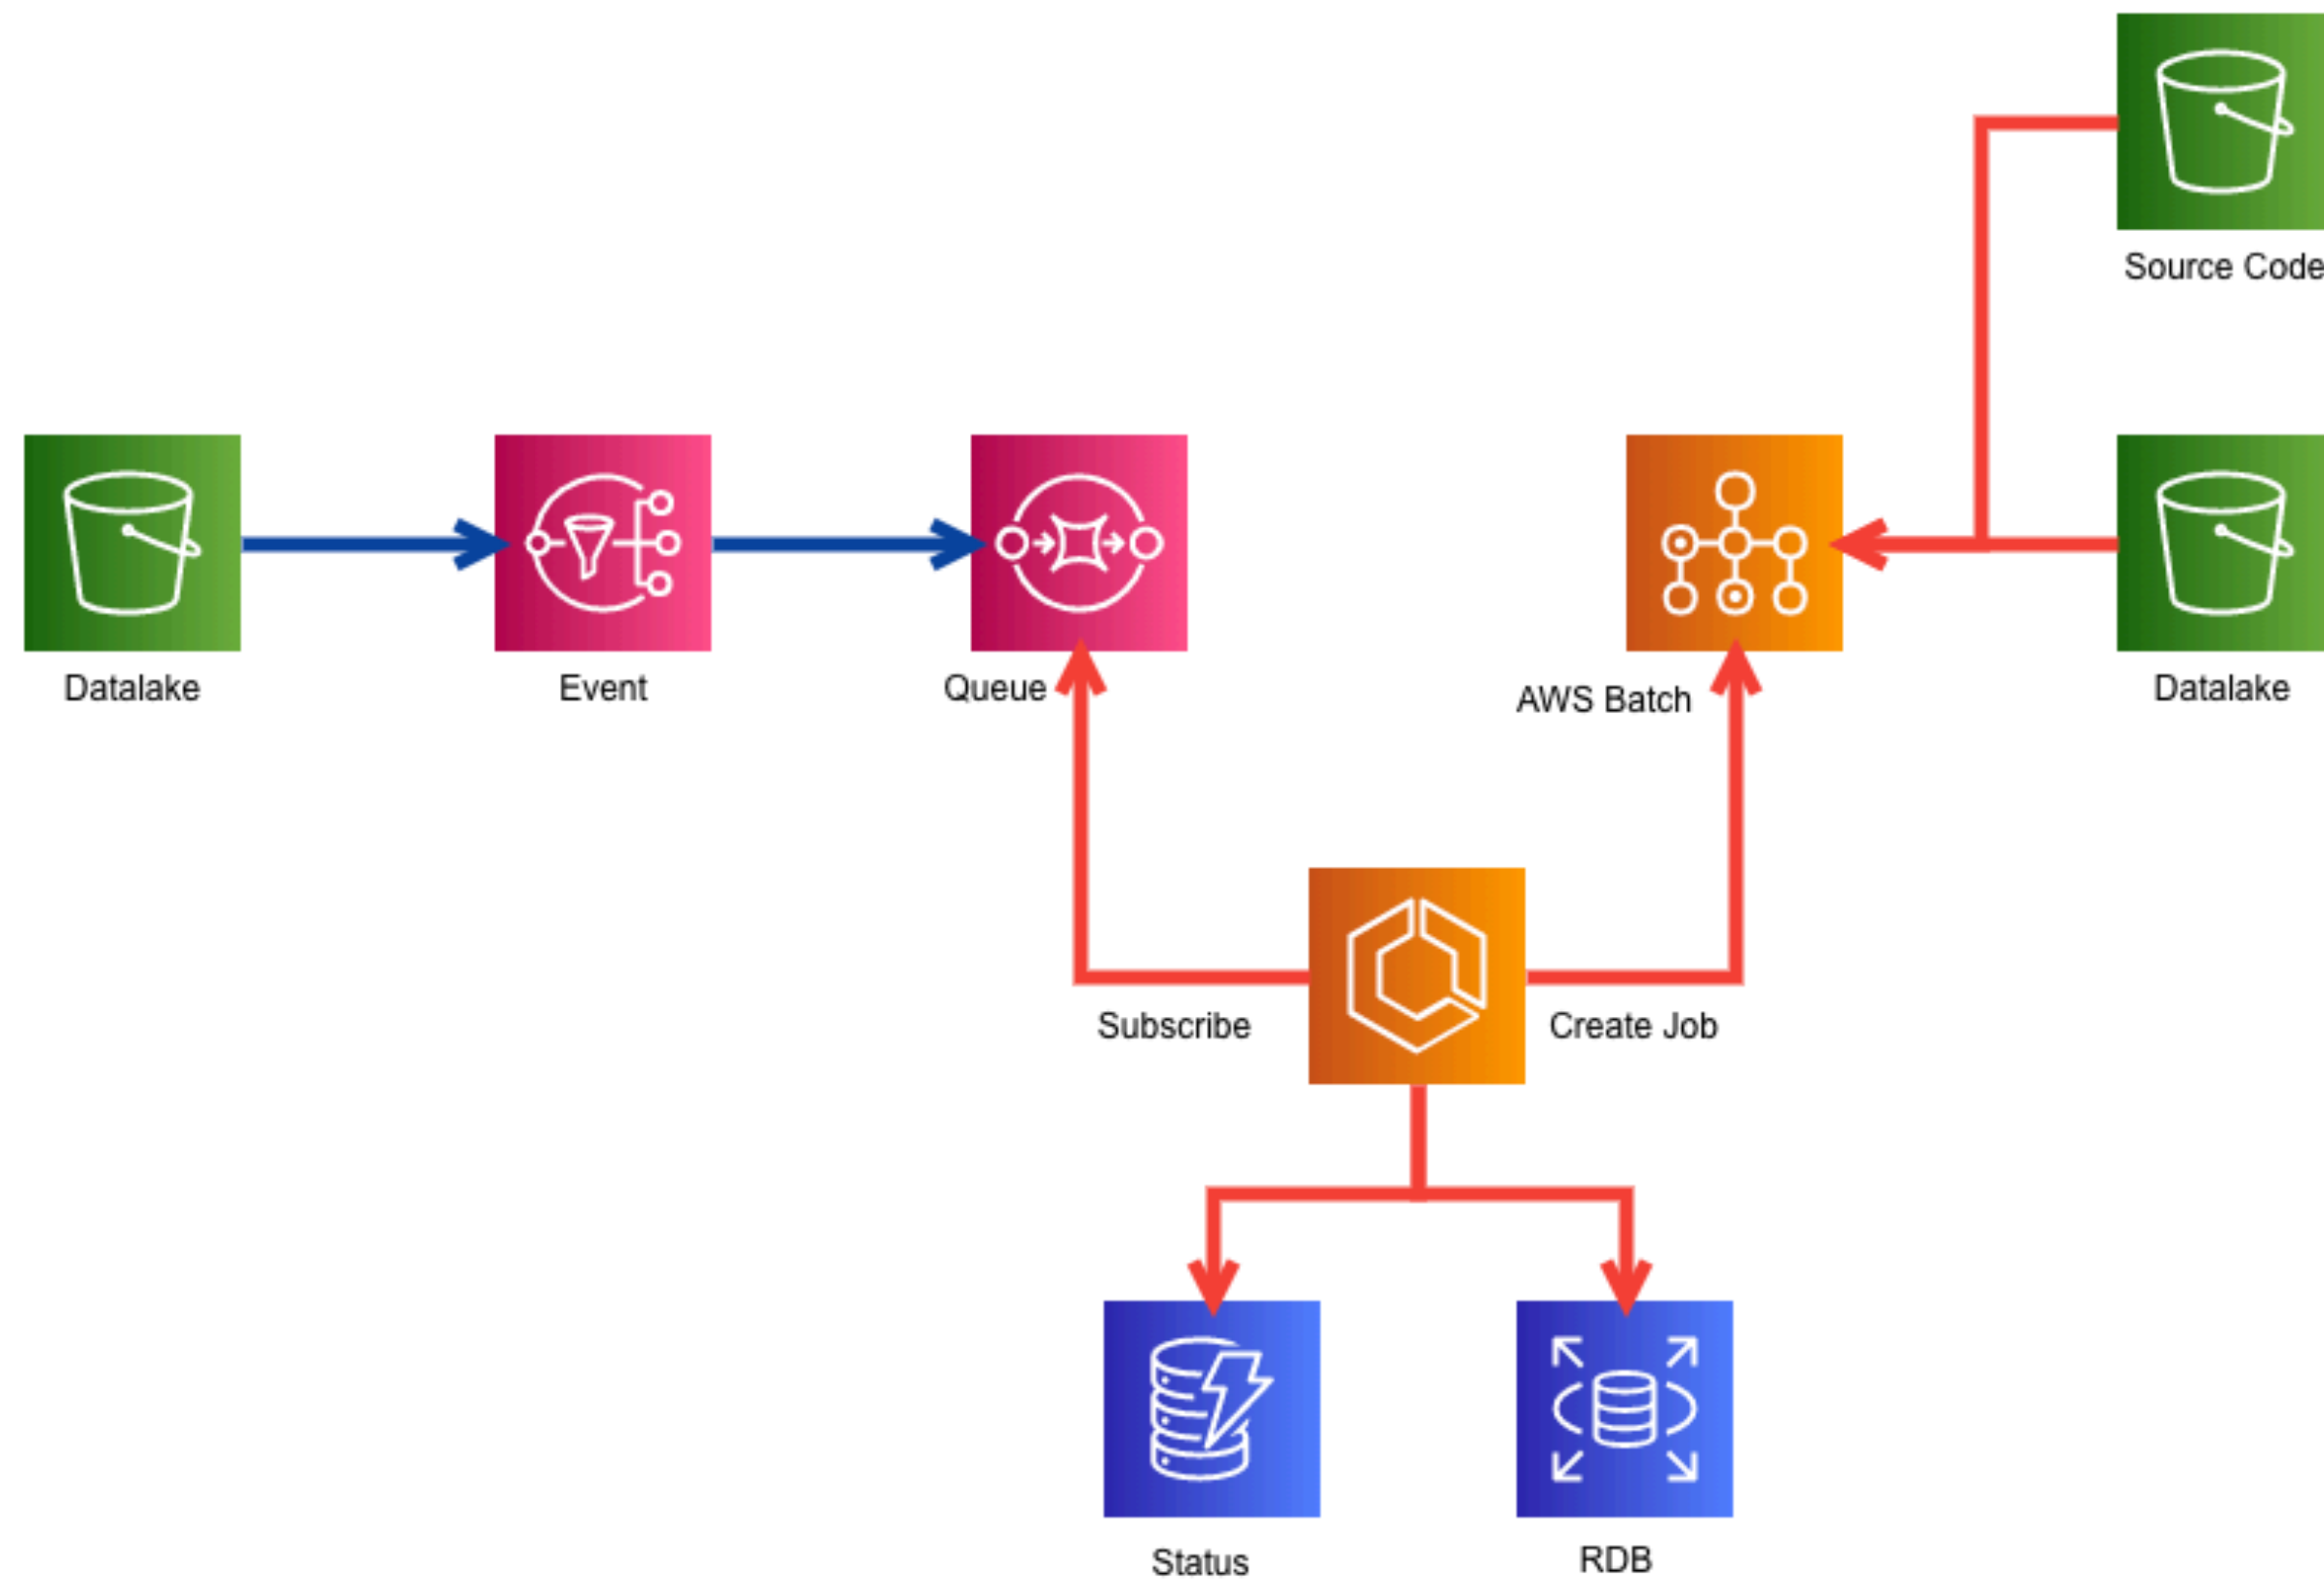 Source Code
Datalake
Event
Queue
AWS Batch
Datalake
Subscribe
Create Job
Status
RDB